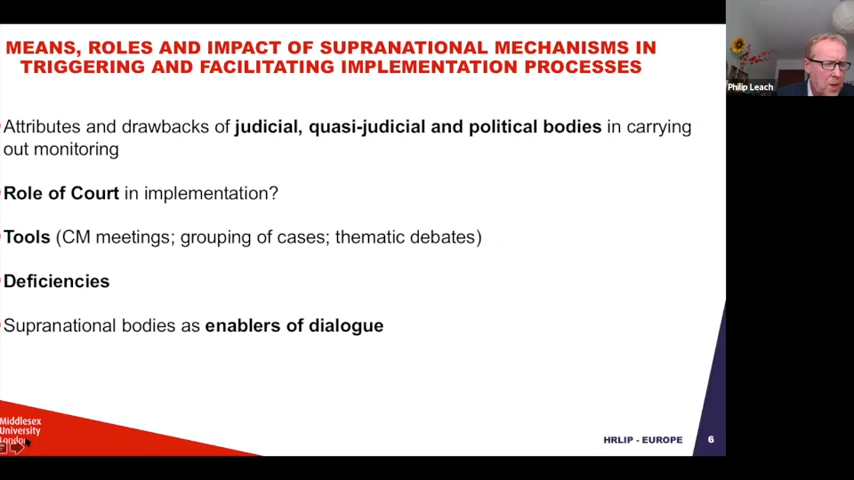 MEANS, ROLES AND IMPACT OF SUPRANATIONAL MECHANISMS IN
TRIGGERING AND FACILITATING IMPLEMENTATION PROCESSES
Philip Leach
Attributes and drawbacks of judicial, quasi-judicial and political bodies in carrying
out monitoring
Role of Court in implementation?
Tools (CM meetings; grouping of cases; thematic debates)
Deficiencies
Supranational bodies as enablers of dialogue
Middlesex
University
London
HRLIP - EUROPE 6